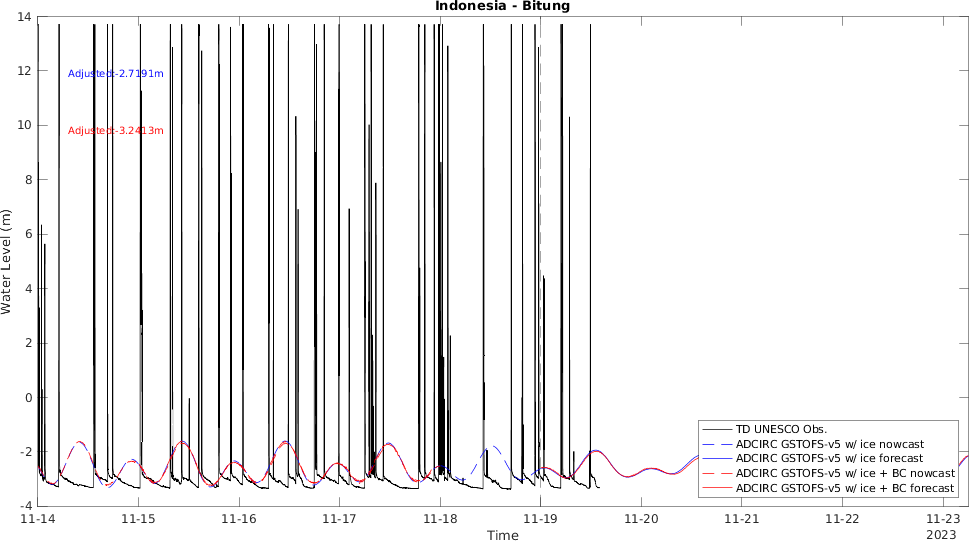 Indonesia - Bitung
14
12
10
8
6
4
2
0
-2
-4
Water Level (m)
Adjusted:-2.7191m
Adjusted:-3.2413m
TD UNESCO Obs.
ADCIRC GSTOFS-v5 w/ ice nowcast
ADCIRC GSTOFS-v5 w/ ice forecast
ADCIRC GSTOFS-v5 w/ ice + BC nowcast
ADCIRC GSTOFS-v5 w/ ice + BC forecast
11-14 11-15 11-16 11-17 11-18 11-19 11-20 11-21 11-22 11-23
Time
2023